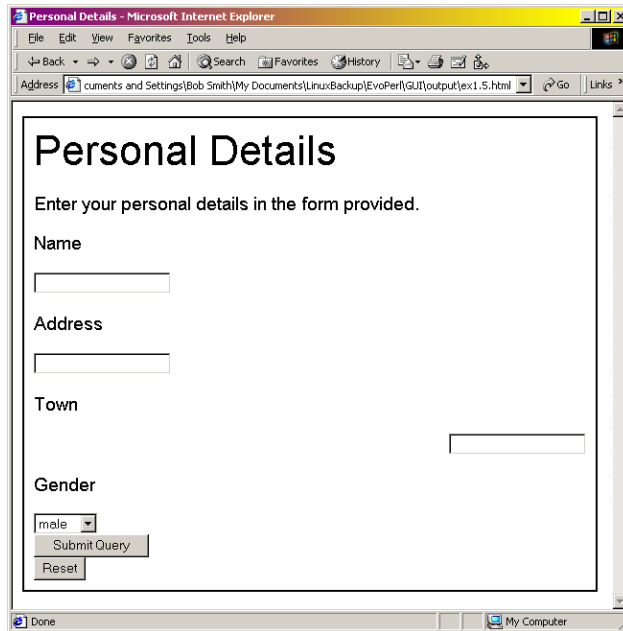 Personal Details - Microsoft Internet Explorer
File Edit View Favorites Tools Help
Back Search Favorites History
Address cuments and Settings\Bob Smith\My Documents\LinuxBackup\EvoPerl\GUI\output\ex1.5.html Go Links »
Personal Details
Enter your personal details in the form provided.
Name
Address
Town
Gender
male
Submit Query
Reset
Done My Computer